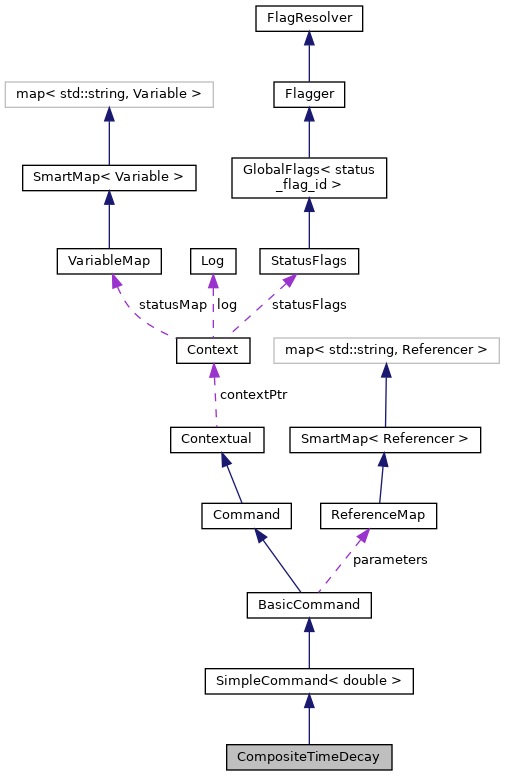 FlagResolver
map< std::string, Variable >
Flagger
SmartMap< Variable >
GlobalFlags< status
_flag_id >
VariableMap
Log
StatusFlags
statusMap
log
statusFlags
Context
map< std::string, Referencer >
contextPtr
Contextual
SmartMap< Referencer >
Command
ReferenceMap
parameters
BasicCommand
SimpleCommand< double >
CompositeTimeDecay